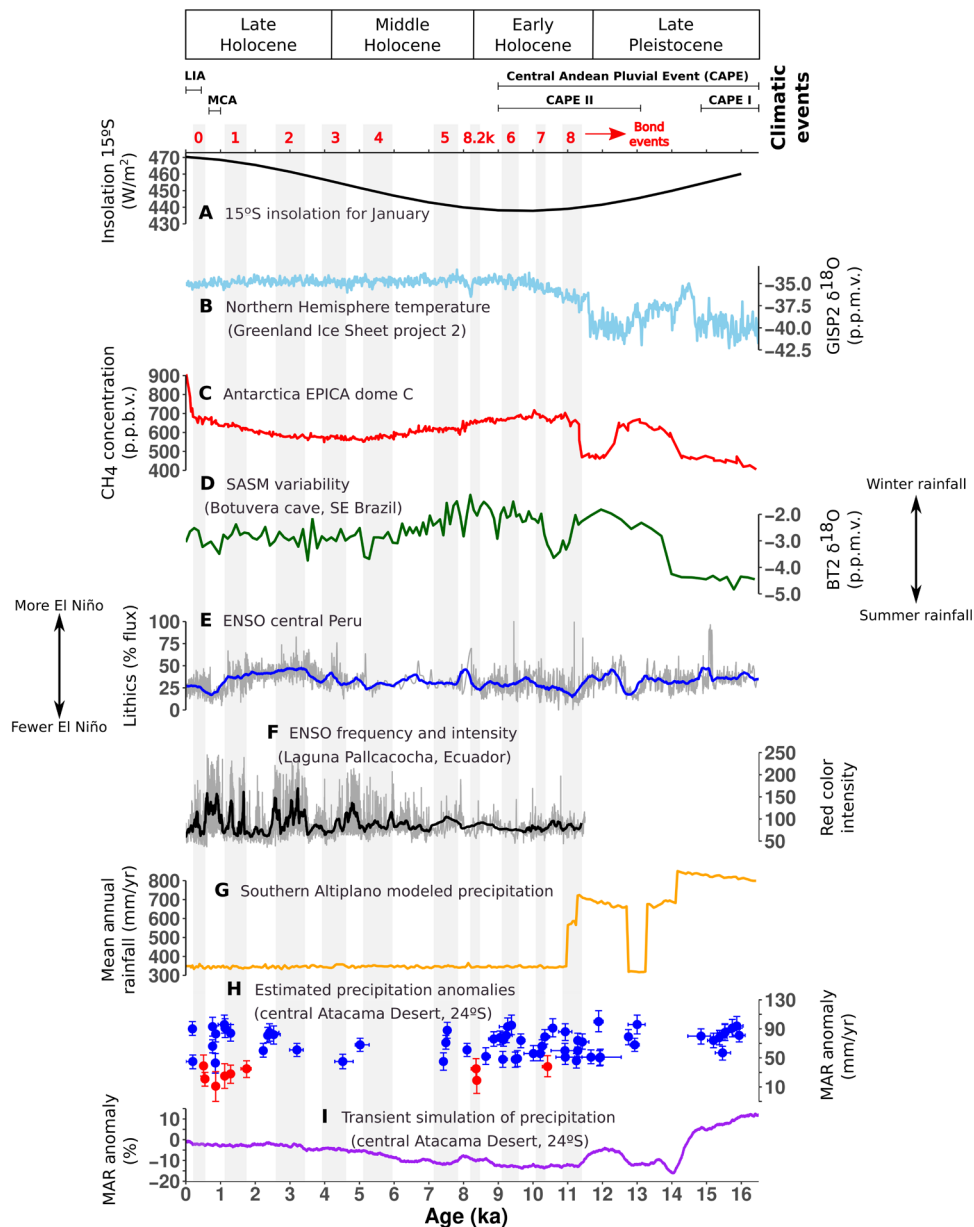 Late Holocene
Middle Holocene
Early Holocene
Late Pleistocene
LIA
MCA
Central Andean Pluvial Event (CAPE)
CAPE II
CAPE I
Climatic events
0 1 2 3 4 5 8.2k 6 7 8
Bond events
Insolation 15ºS (W/m²)
470
460
450
440
430
A 15ºS insolation for January
B Northern Hemisphere temperature
(Greenland Ice Sheet project 2)
−35.0
−37.5
−40.0
−42.5
GISP2 δ¹⁸O (p.p.m.v.)
CH4 concentration (p.p.b.v.)
900
800
700
600
500
400
C Antarctica EPICA dome C
D SASM variability
(Botuvera cave, SE Brazil)
−2.0
−3.0
−4.0
−5.0
BT2 δ¹⁸O (p.p.m.v.)
Winter rainfall
Summer rainfall
More El Niño
Fewer El Niño
Lithics (% flux)
100
75
50
25
0
E ENSO central Peru
F ENSO frequency and intensity
(Laguna Pallcacocha, Ecuador)
250
200
150
100
50
Red color intensity
Mean annual rainfall (mm/yr)
800
700
600
500
400
300
G Southern Altiplano modeled precipitation
H Estimated precipitation anomalies
(central Atacama Desert, 24ºS)
130
90
50
10
MAR anomaly (mm/yr)
MAR anomaly (%)
10
0
−10
−20
I Transient simulation of precipitation
(central Atacama Desert, 24ºS)
0 1 2 3 4 5 6 7 8 9 10 11 12 13 14 15 16
Age (ka)